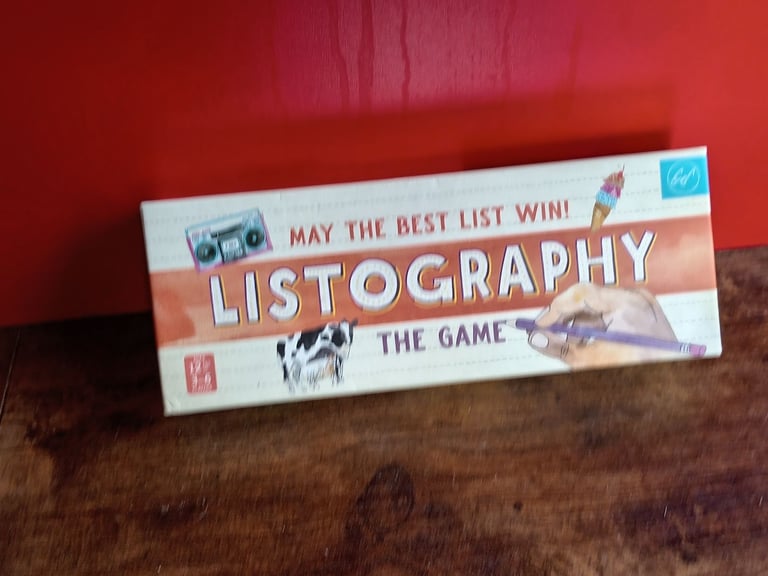 MAY THE BEST LIST WIN!
LISTOGRAPHY
THE GAME